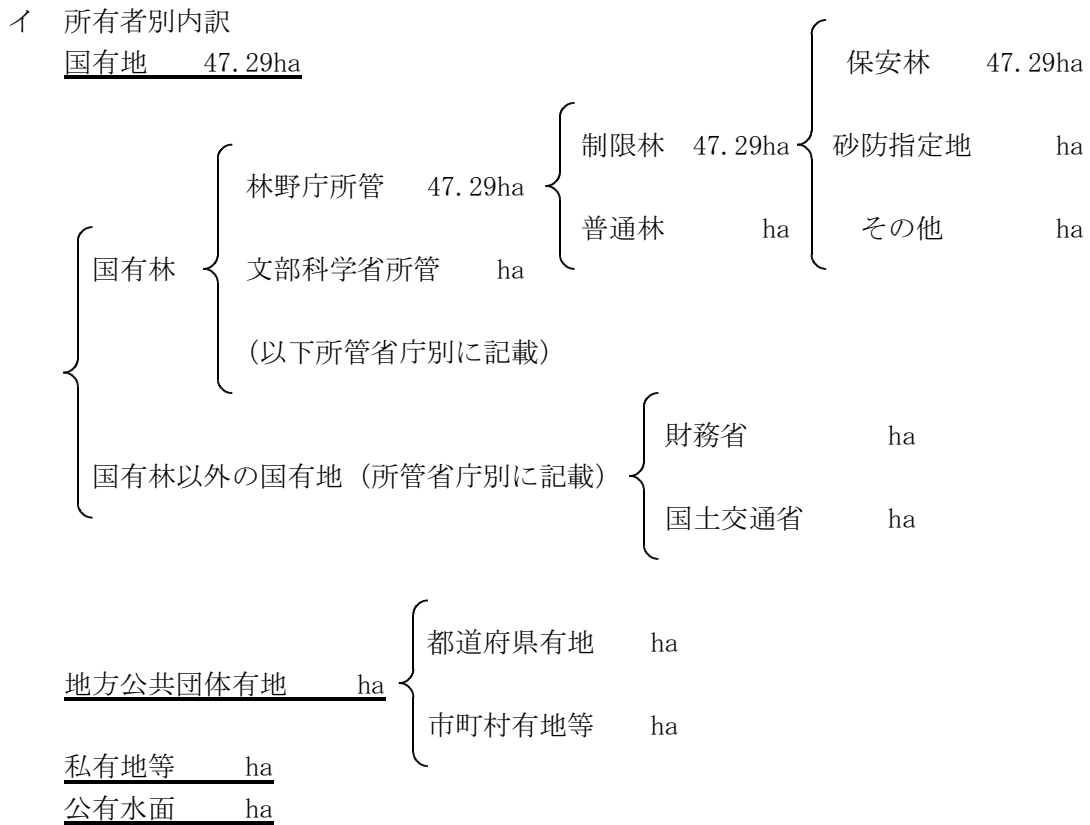 イ 所有者別内訳
国有地 47.29ha
保安林 47.29ha
制限林 47.29ha
砂防指定地 ha
林野庁所管 47.29ha
普通林 ha
その他 ha
国有林
文部科学省所管 ha
(以下所管省庁別に記載)
財務省 ha
国有林以外の国有地(所管省庁別に記載)
国土交通省 ha
都道府県有地 ha
地方公共団体有地 ha
市町村有地等 ha
私有地等 ha
公有水面 ha